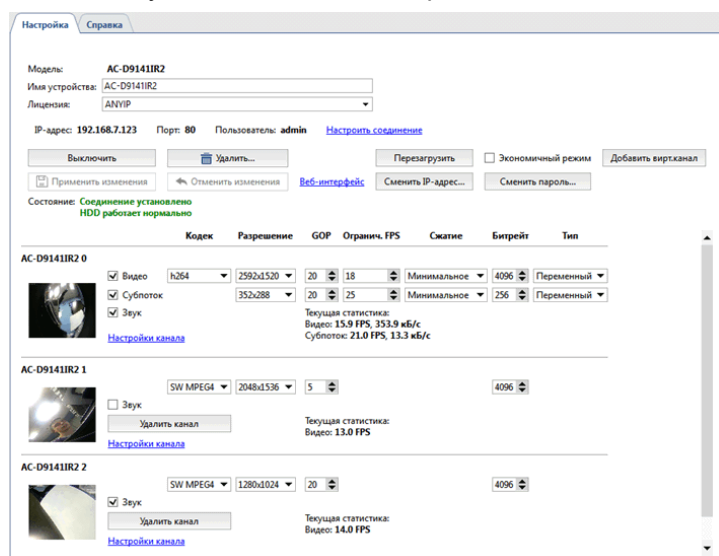 Настройка Справка
Модель: AC-D9141IR2
Имя устройства: AC-D9141IR2
Лицензия: ANYIP
IP-адрес: 192.168.7.123 Порт: 80 Пользователь: admin Настроить соединение
Выключить Удалить... Перезагрузить Экономичный режим Добавить вирт.канал
Применить изменения Отменить изменения Веб-интерфейс Сменить IP-адрес... Сменить пароль...
Состояние: Соединение установлено
HDD работает нормально
Кодек Разрешение GOP Огранич. FPS Сжатие Битрейт Тип
AC-D9141IR2 0
Видео h264 2592x1520 20 18 Минимальное 4096 Переменный
Субпоток 352x288 20 25 Минимальное 256 Переменный
Звук Текущая статистика:
Видео: 15.9 FPS, 353.9 кБ/с
Настройки канала Субпоток: 21.0 FPS, 13.3 кБ/с
AC-D9141IR2 1
SW MPEG4 2048x1536 5 4096
Звук
Удалить канал Текущая статистика:
Видео: 13.0 FPS
Настройки канала
AC-D9141IR2 2
SW MPEG4 1280x1024 20 4096
Звук
Удалить канал Текущая статистика:
Видео: 14.0 FPS
Настройки канала